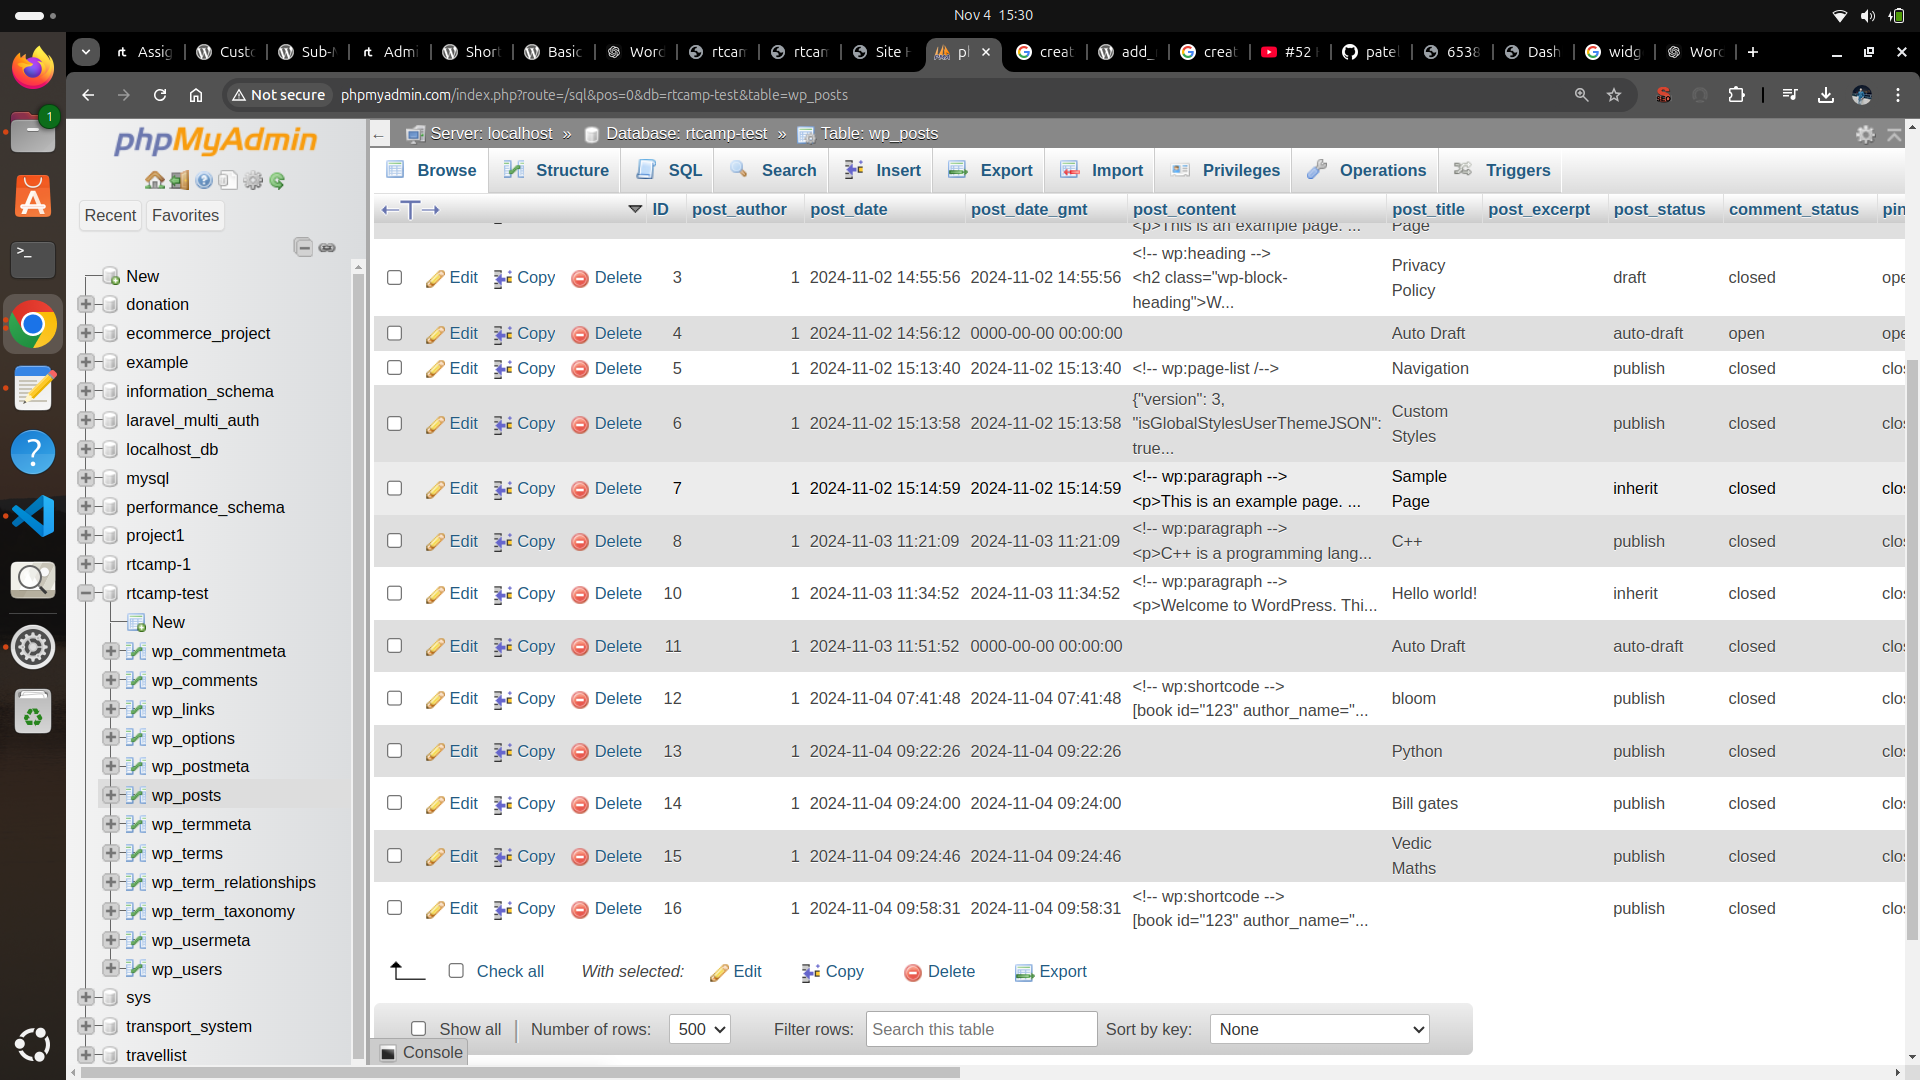 Nov 4 15:30
Assig
Custo
Sub-M
Admi
Short
Basic
Word
rtcam
rtcam
Site H
pl
creat
add_
creat
#52 H
patel
6538
Dash
widg
Word
Not secure
phpmyadmin.com/index.php?route=/sql&pos=0&db=rtcamp-test&table=wp_posts
1
phpMyAdmin
Recent Favorites
New
donation
ecommerce_project
example
information_schema
laravel_multi_auth
localhost_db
mysql
performance_schema
project1
rtcamp-1
rtcamp-test
New
wp_commentmeta
wp_comments
wp_links
wp_options
wp_postmeta
wp_posts
wp_termmeta
wp_terms
wp_term_relationships
wp_term_taxonomy
wp_usermeta
wp_users
sys
transport_system
travellist
Server: localhost » Database: rtcamp-test » Table: wp_posts
Browse Structure SQL Search Insert Export Import Privileges Operations Triggers
ID post_author post_date post_date_gmt post_content post_title post_excerpt post_status comment_status pin
<p>This is an example page. ... Page
<!-- wp:heading -->
<h2 class="wp-block-
heading">W...
Edit Copy Delete 3 1 2024-11-02 14:55:56 2024-11-02 14:55:56 Privacy
Policy draft closed ope
Edit Copy Delete 4 1 2024-11-02 14:56:12 0000-00-00 00:00:00 Auto Draft auto-draft open ope
Edit Copy Delete 5 1 2024-11-02 15:13:40 2024-11-02 15:13:40 <!-- wp:page-list /--> Navigation publish closed clos
{"version": 3,
"isGlobalStylesUserThemeJSON":
true...
Edit Copy Delete 6 1 2024-11-02 15:13:58 2024-11-02 15:13:58 Custom
Styles publish closed clos
Edit Copy Delete 7 1 2024-11-02 15:14:59 2024-11-02 15:14:59 <!-- wp:paragraph -->
<p>This is an example page. ... Sample
Page inherit closed clos
Edit Copy Delete 8 1 2024-11-03 11:21:09 2024-11-03 11:21:09 <!-- wp:paragraph -->
<p>C++ is a programming lang... C++ publish closed clos
Edit Copy Delete 10 1 2024-11-03 11:34:52 2024-11-03 11:34:52 <!-- wp:paragraph -->
<p>Welcome to WordPress. Thi... Hello world! inherit closed clos
Edit Copy Delete 11 1 2024-11-03 11:51:52 0000-00-00 00:00:00 Auto Draft auto-draft closed clos
Edit Copy Delete 12 1 2024-11-04 07:41:48 2024-11-04 07:41:48 <!-- wp:shortcode -->
[book id="123" author_name="... bloom publish closed clos
Edit Copy Delete 13 1 2024-11-04 09:22:26 2024-11-04 09:22:26 Python publish closed clos
Edit Copy Delete 14 1 2024-11-04 09:24:00 2024-11-04 09:24:00 Bill gates publish closed clos
Edit Copy Delete 15 1 2024-11-04 09:24:46 2024-11-04 09:24:46 Vedic
Maths publish closed clos
Edit Copy Delete 16 1 2024-11-04 09:58:31 2024-11-04 09:58:31 <!-- wp:shortcode -->
[book id="123" author_name="... publish closed clos
Check all With selected: Edit Copy Delete Export
Show all Number of rows: 500 Filter rows: Search this table Sort by key: None
Console